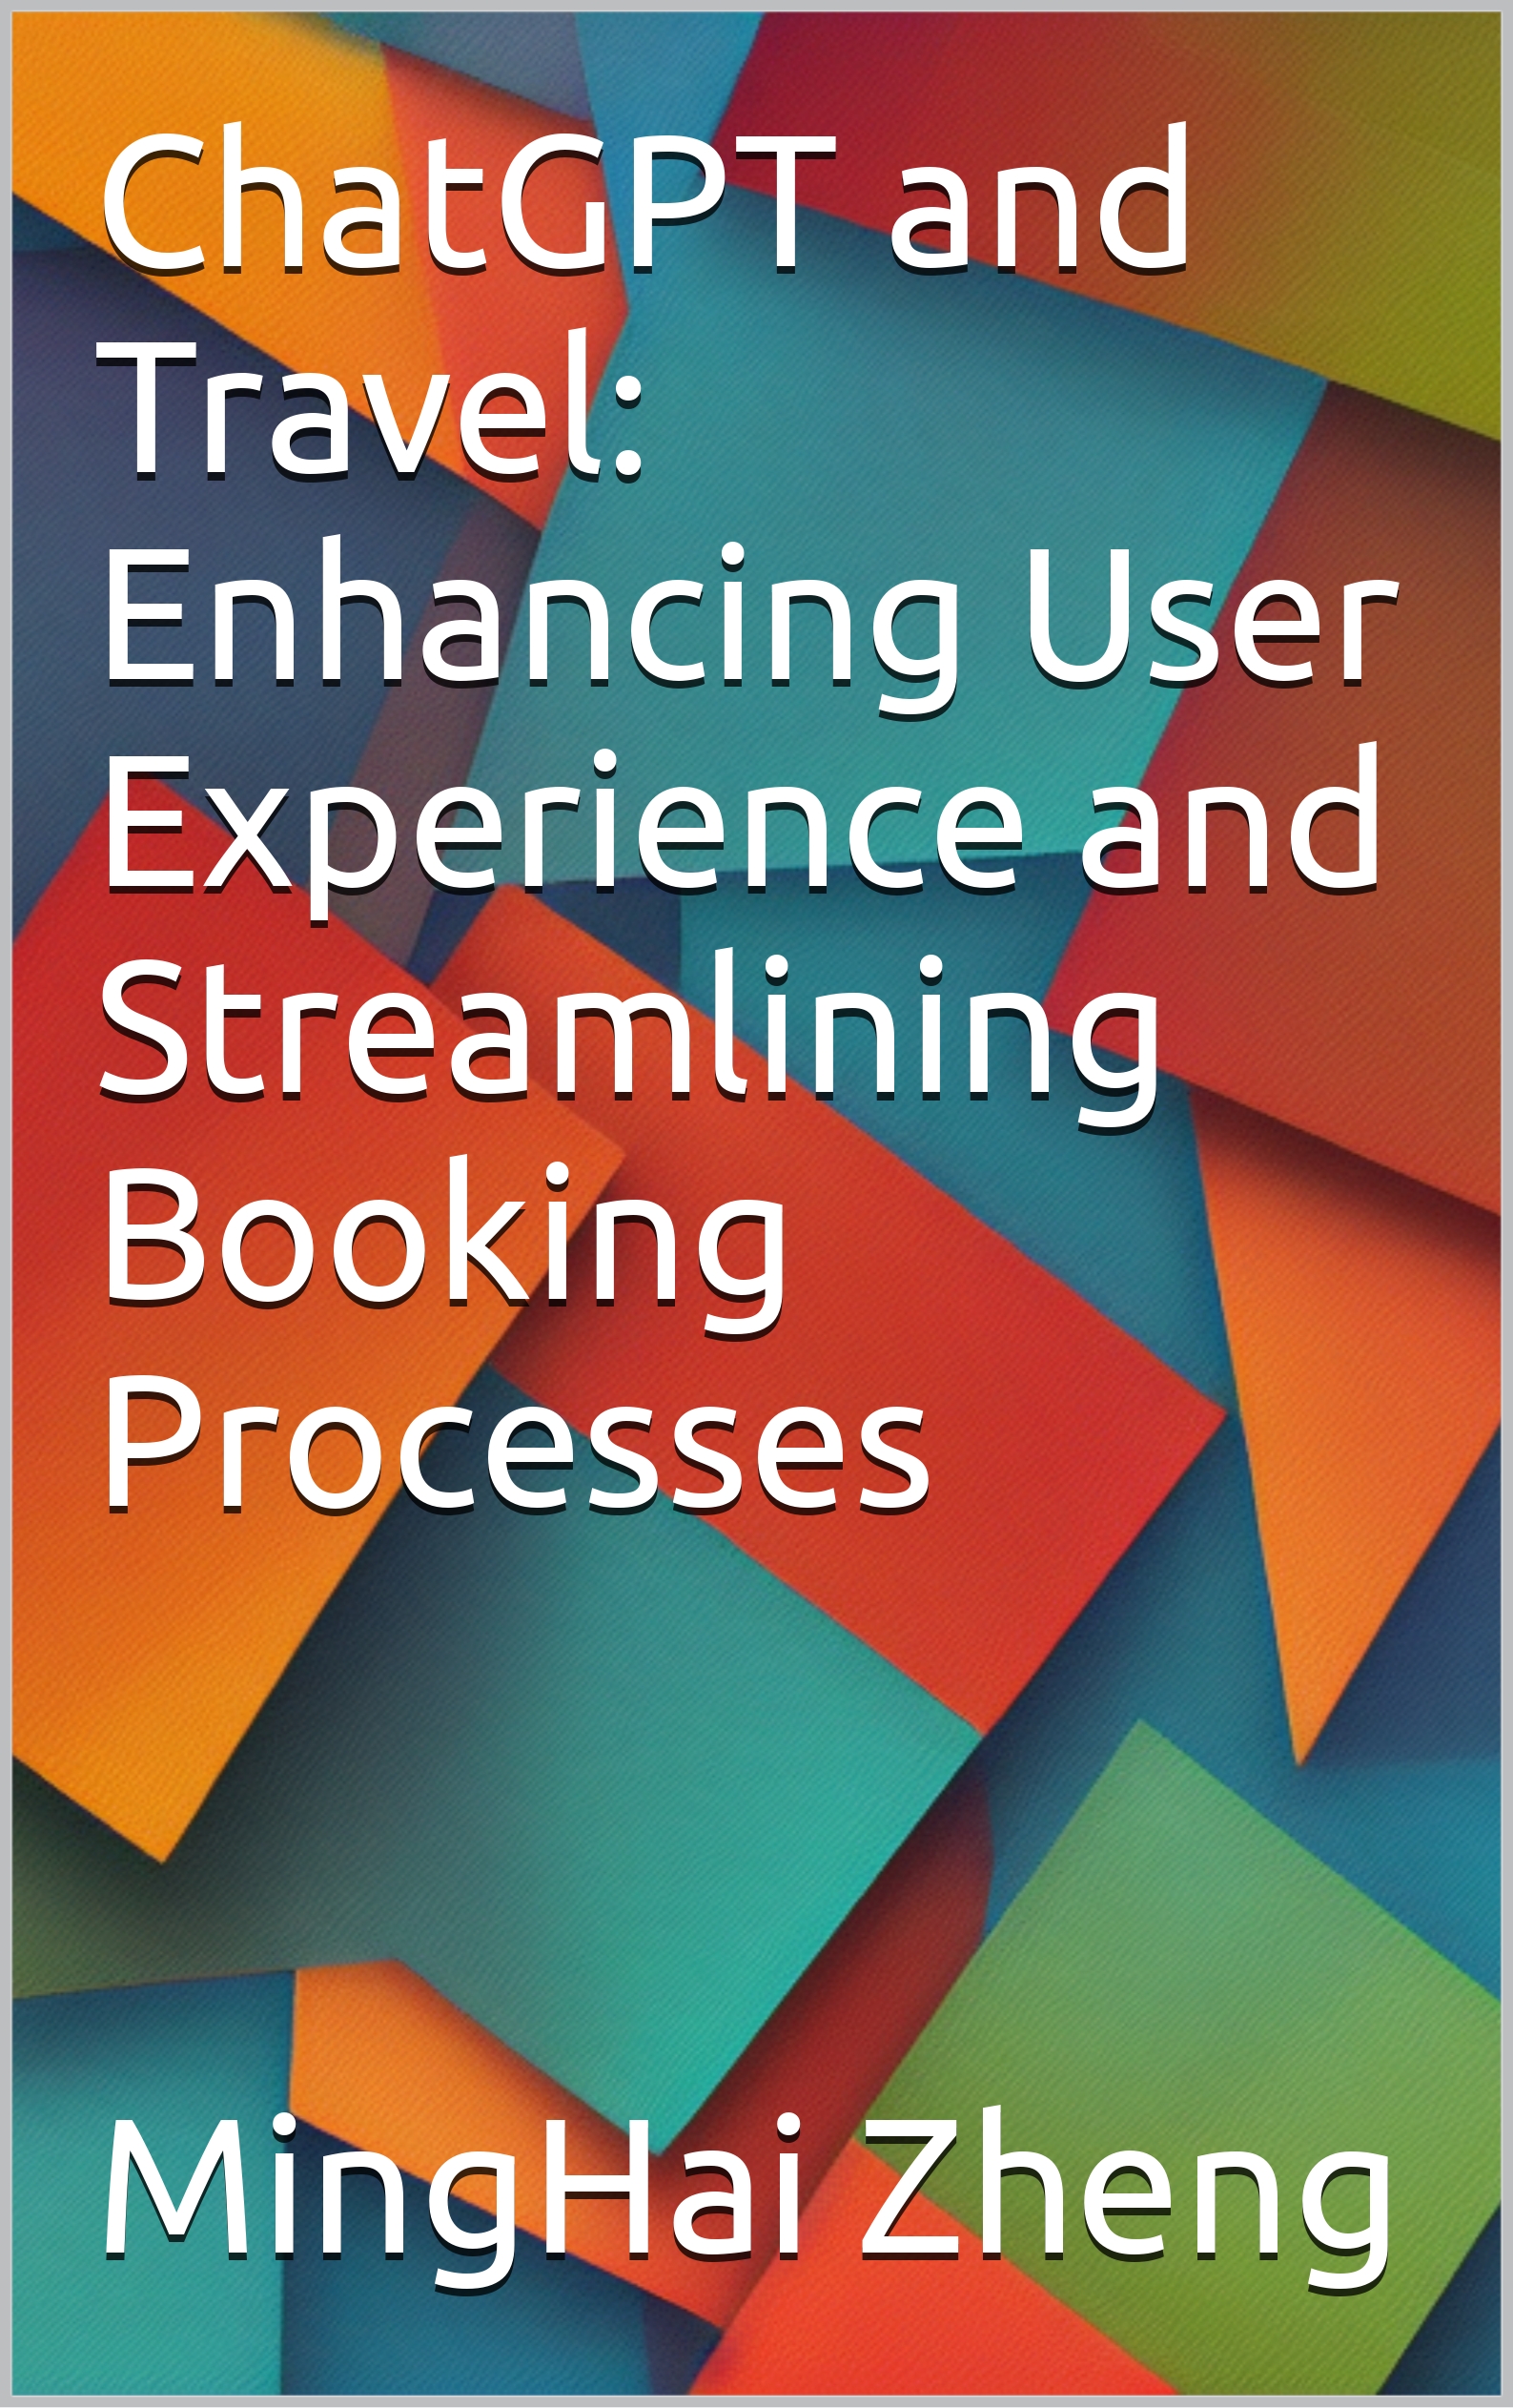 ChatGPT and
Travel:
Enhancing User
Experience and
Streamlining
Booking
Processes
MingHai Zheng